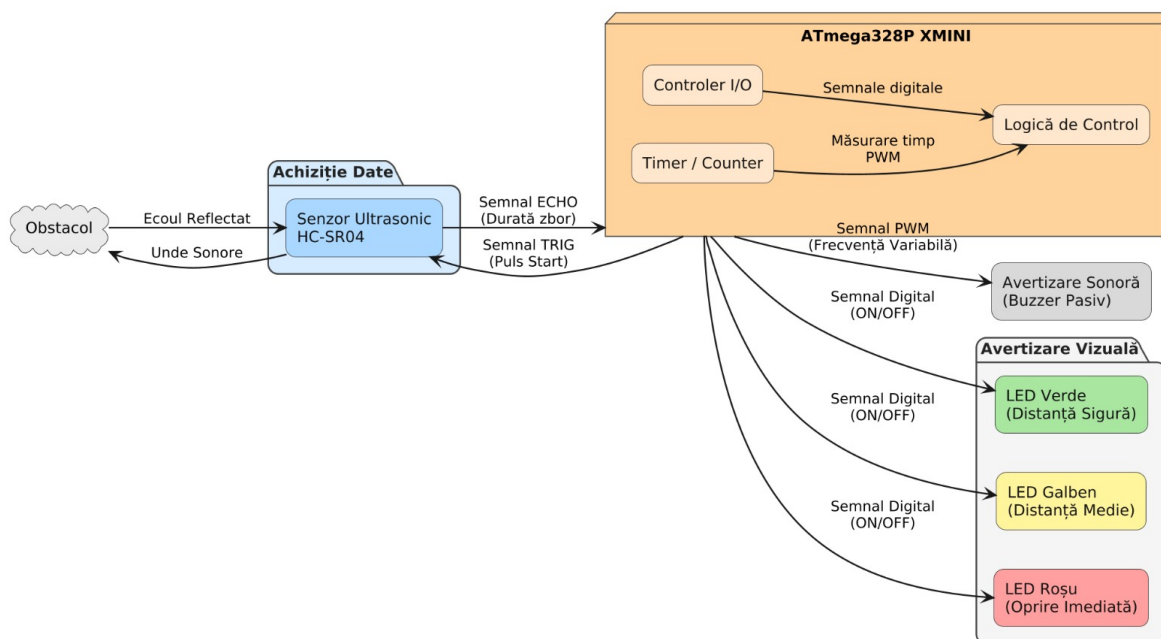 ATmega328P XMINI
Controler I/O
Semnale digitale
Logică de Control
Măsurare timp
PWM
Timer / Counter
Achiziție Date
Obstacol
Ecoul Reflectat
Unde Sonore
Senzor Ultrasonic
HC-SR04
Semnal ECHO
(Durată zbor)
Semnal TRIG
(Puls Start)
Semnal PWM
(Frecvență Variabilă)
Avertizare Sonoră
(Buzzer Pasiv)
Semnal Digital
(ON/OFF)
Avertizare Vizuală
LED Verde
(Distanță Sigură)
Semnal Digital
(ON/OFF)
LED Galben
(Distanță Medie)
Semnal Digital
(ON/OFF)
LED Roșu
(Oprire Imediată)